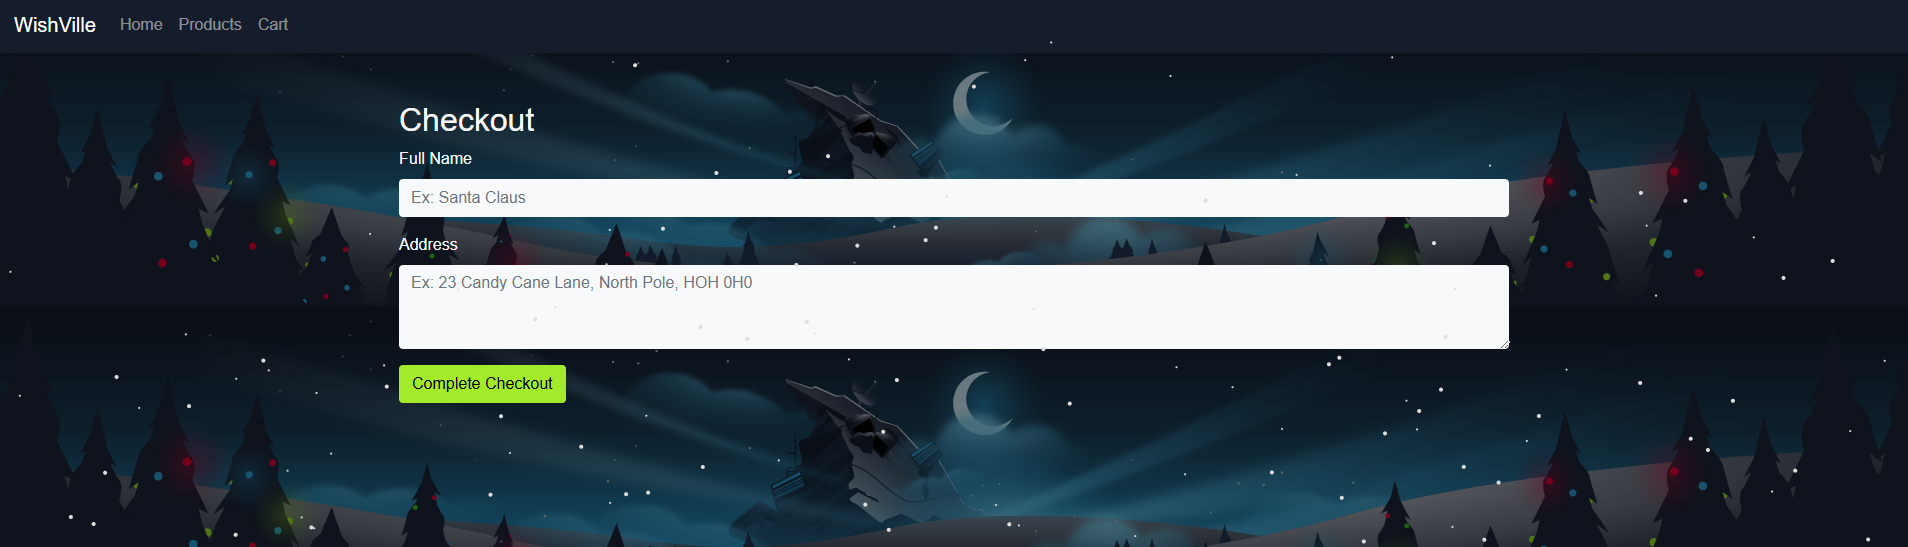 WishVille Home Products Cart
Checkout
Full Name
Ex: Santa Claus
Address
Ex: 23 Candy Cane Lane, North Pole, HOH 0H0
Complete Checkout